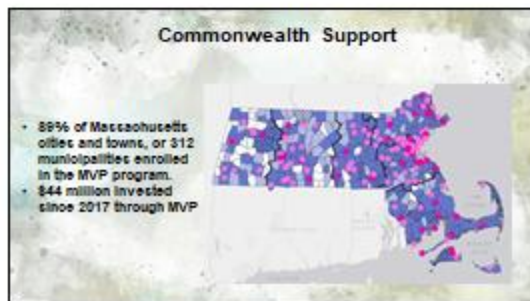 Commonwealth Support
• 89% of Massachusetts
cities and towns, or 312
municipalities enrolled
in the MVP program.
• $44 million invested
since 2017 through MVP